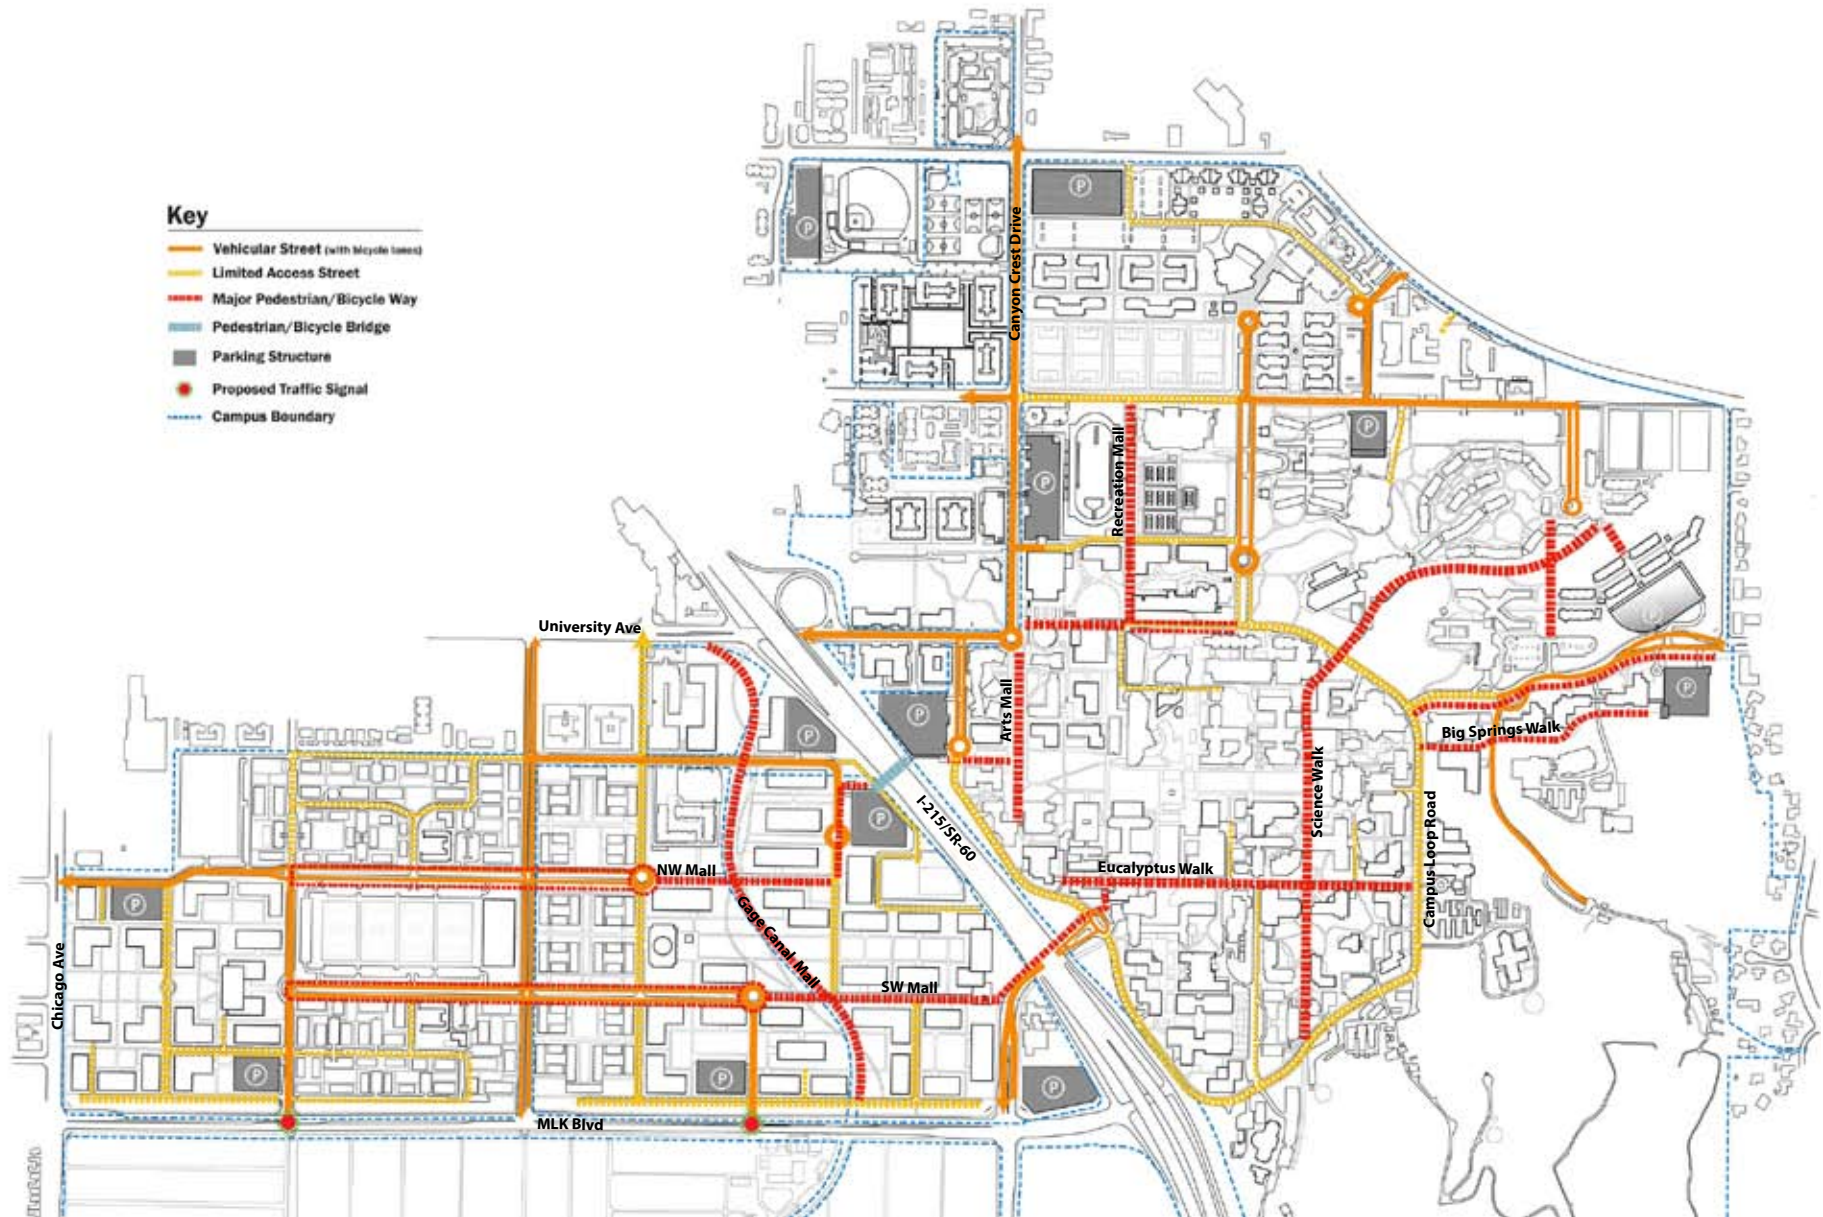 Key
Vehicular Street (with bicycle lanes)
Limited Access Street
Major Pedestrian/Bicycle Way
Pedestrian/Bicycle Bridge
Parking Structure
Proposed Traffic Signal
Campus Boundary
P
P
Canyon Crest Drive
P
P
Recreation Mall
University Ave
Arts Mall
P
P
P
Big Springs Walk
Science Walk
I-215/SR-60
P
Campus Loop Road
NW Mall
Eucalyptus Walk
P
Gage Canal Mall
Chicago Ave
SW Mall
P
P
P
MLK Blvd